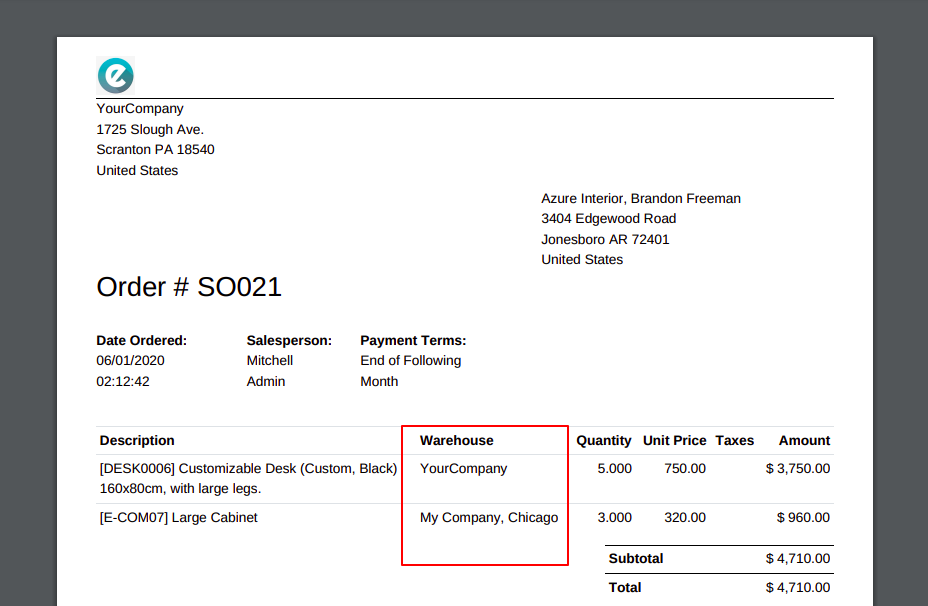 e
YourCompany
1725 Slough Ave.
Scranton PA 18540
United States
Azure Interior, Brandon Freeman
3404 Edgewood Road
Jonesboro AR 72401
United States
Order # SO021
Date Ordered: Salesperson: Payment Terms:
06/01/2020 Mitchell End of Following
02:12:42 Admin Month
Description Warehouse Quantity Unit Price Taxes Amount
[DESK0006] Customizable Desk (Custom, Black) YourCompany 5.000 750.00 $ 3,750.00
160x80cm, with large legs.
[E-COM07] Large Cabinet My Company, Chicago 3.000 320.00 $ 960.00
Subtotal $ 4,710.00
Total $ 4,710.00